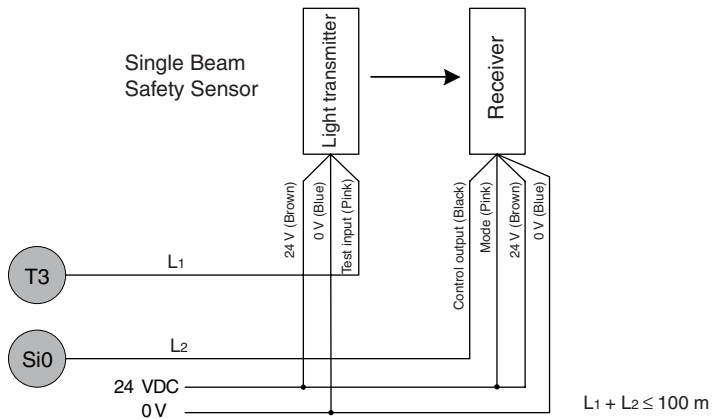 Single Beam
Safety Sensor
Light transmitter
Receiver
24 V (Brown)
0 V (Blue)
Test input (Pink)
Control output (Black)
Mode (Pink)
24 V (Brown)
0 V (Blue)
T3
L1
Si0
L2
24 VDC
0 V
L1 + L2 ≤ 100 m